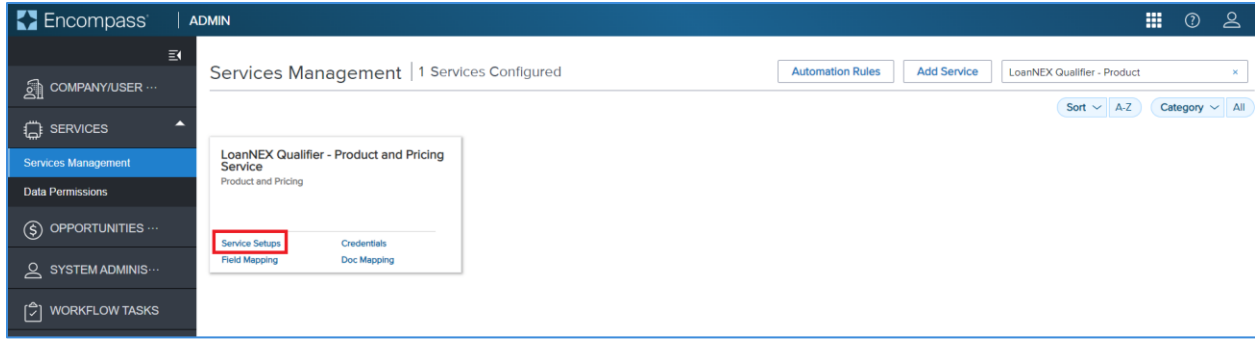 Encompass | ADMIN
COMPANY/USER ···
SERVICES
Services Management
Data Permissions
OPPORTUNITIES ···
SYSTEM ADMINIS···
WORKFLOW TASKS
Services Management | 1 Services Configured
Automation Rules
Add Service
LoanNEX Qualifier - Product ×
Sort A-Z
Category All
LoanNEX Qualifier - Product and Pricing
Service
Product and Pricing
Service Setups Credentials
Field Mapping Doc Mapping